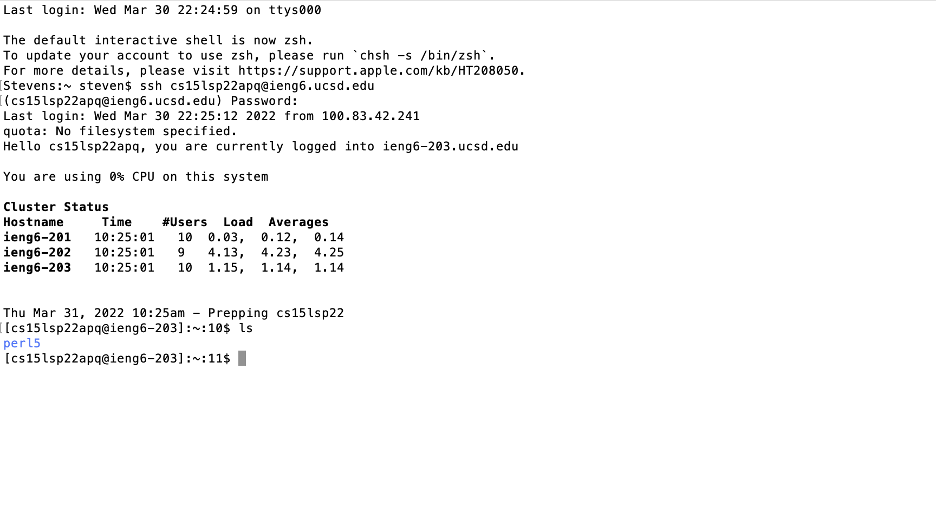 Last login: Wed Mar 30 22:24:59 on ttys000
The default interactive shell is now zsh.
To update your account to use zsh, please run `chsh -s /bin/zsh`.
For more details, please visit https://support.apple.com/kb/HT208050.
[Stevens:~ steven$ ssh cs15lsp22apq@ieng6.ucsd.edu
[(cs15lsp22apq@ieng6.ucsd.edu) Password:
Last login: Wed Mar 30 22:25:12 2022 from 100.83.42.241
quota: No filesystem specified.
Hello cs15lsp22apq, you are currently logged into ieng6-203.ucsd.edu
You are using 0% CPU on this system
Cluster Status
Hostname     Time    #Users  Load  Averages
ieng6-201   10:25:01   10  0.03,  0.12,  0.14
ieng6-202   10:25:01   9   4.13,  4.23,  4.25
ieng6-203   10:25:01   10  1.15,  1.14,  1.14
Thu Mar 31, 2022 10:25am - Prepping cs15lsp22
[[cs15lsp22apq@ieng6-203]:~:10$ ls
perl5
[cs15lsp22apq@ieng6-203]:~:11$